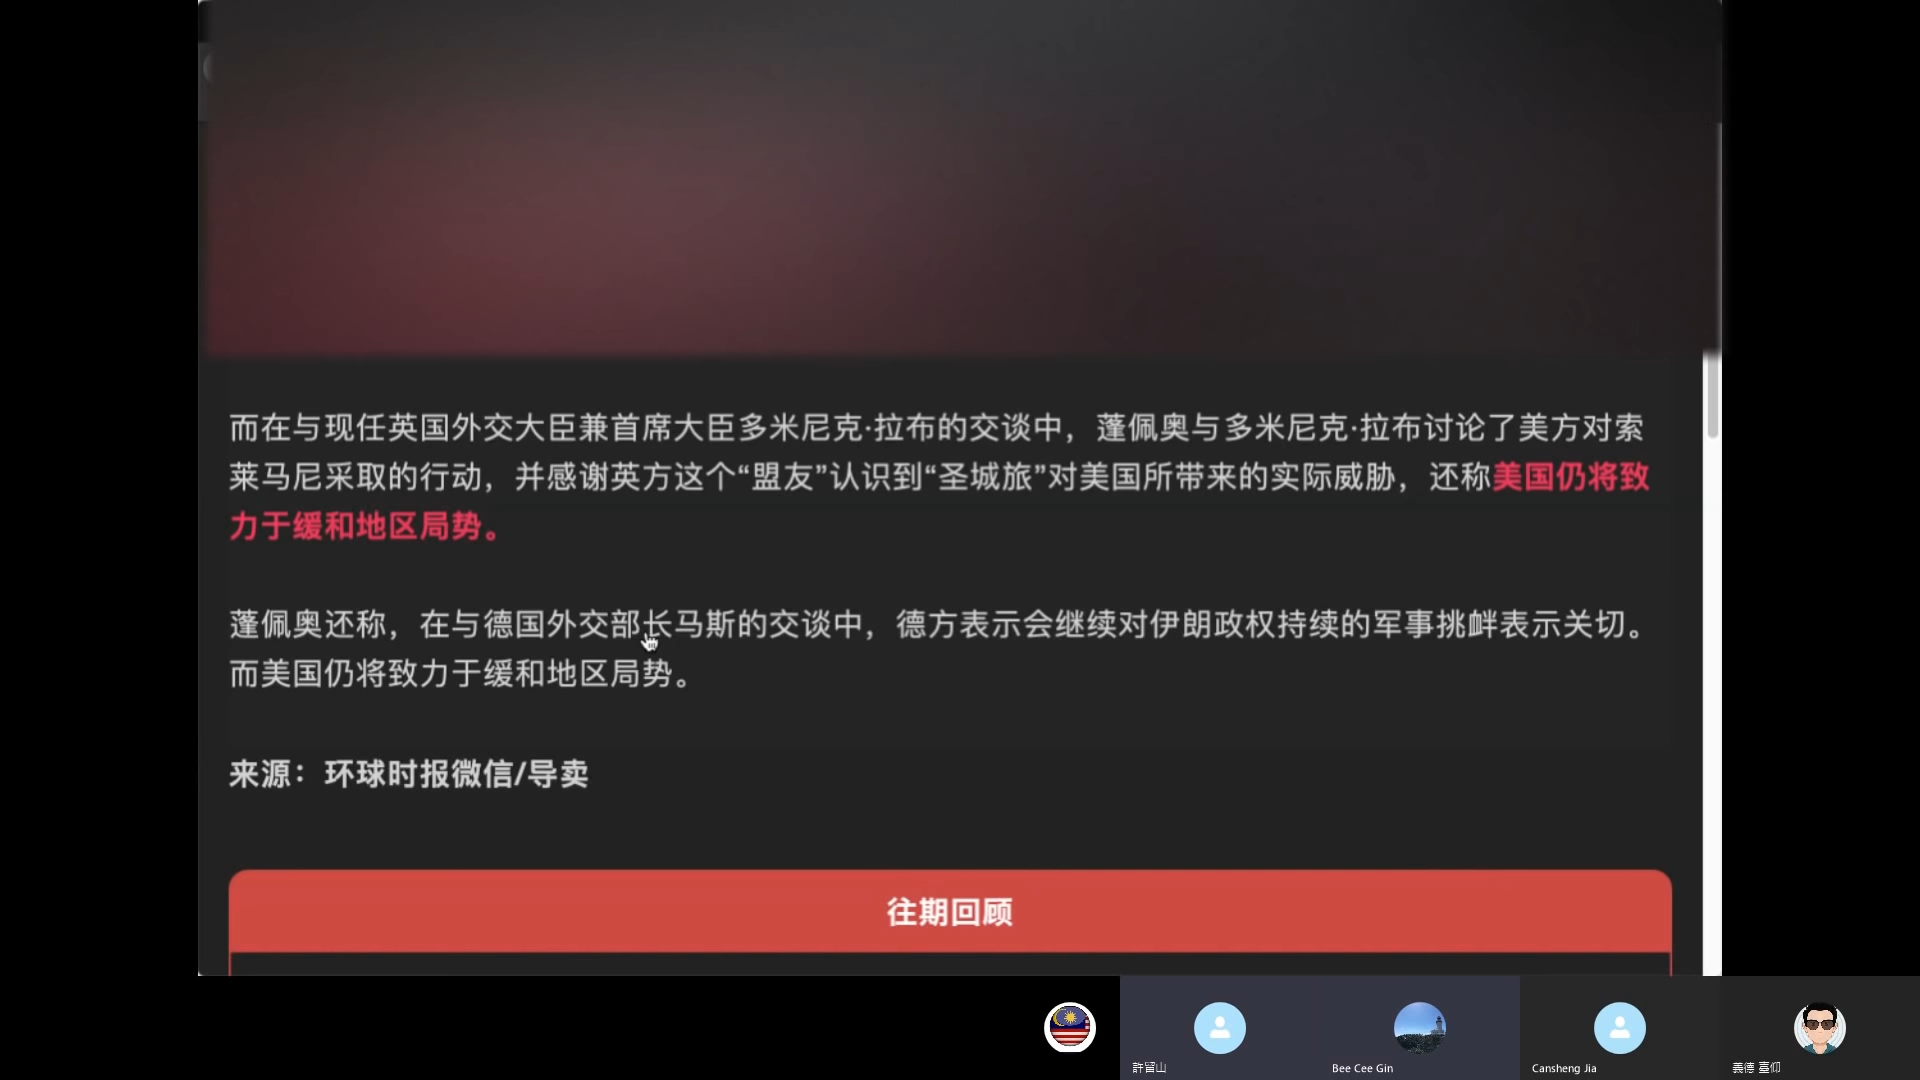 而在与现任英国外交大臣兼首席大臣多米尼克·拉布的交谈中，蓬佩奥与多米尼克·拉布讨论了美方对索
莱马尼采取的行动，并感谢英方这个“盟友”认识到“圣城旅”对美国所带来的实际威胁，还称美国仍将致
力于缓和地区局势。
蓬佩奥还称，在与德国外交部长马斯的交谈中，德方表示会继续对伊朗政权持续的军事挑衅表示关切。
而美国仍将致力于缓和地区局势。
来源：环球时报微信/导卖
往期回顾
許留山
Bee Cee Gin
Cansheng Jia
美德 臺仰